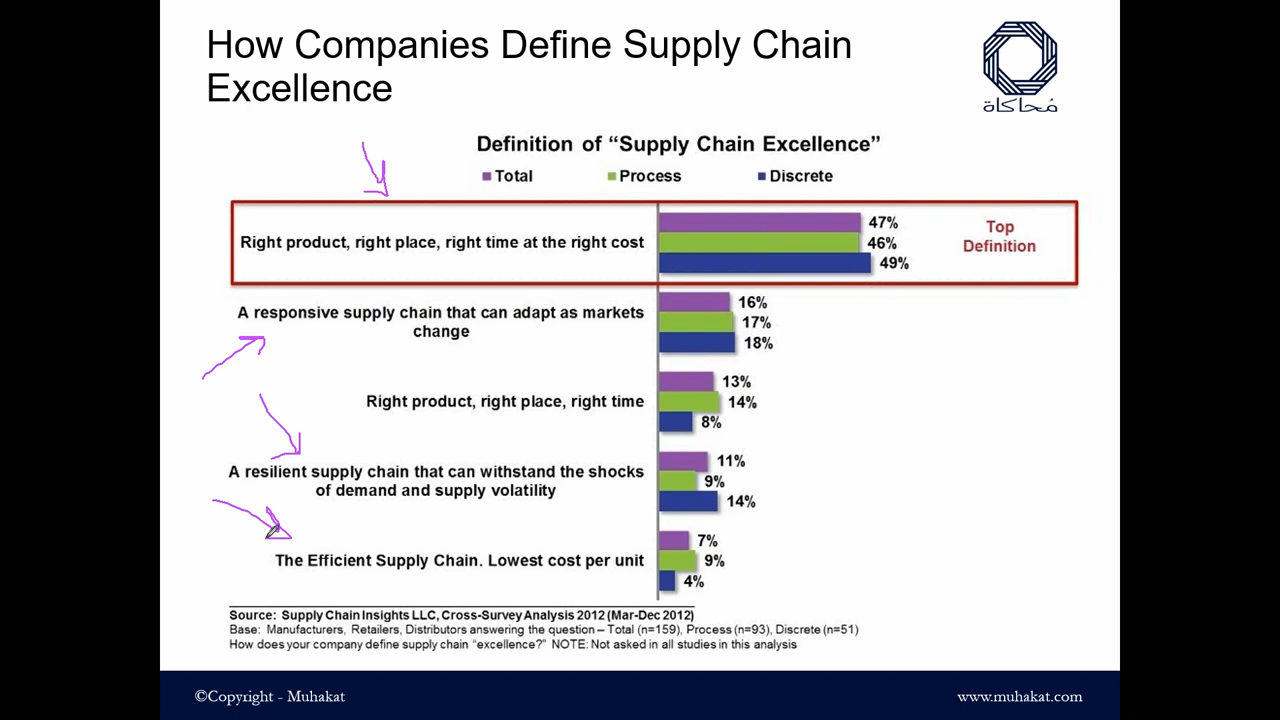 How Companies Define Supply Chain
Excellence
مُحاكاة
Definition of “Supply Chain Excellence”
Total
Process
Discrete
Right product, right place, right time at the right cost
47%
46%
49%
Top
Definition
A responsive supply chain that can adapt as markets
change
16%
17%
18%
Right product, right place, right time
13%
14%
8%
A resilient supply chain that can withstand the shocks
of demand and supply volatility
11%
9%
14%
The Efficient Supply Chain. Lowest cost per unit
7%
9%
4%
Source: Supply Chain Insights LLC, Cross-Survey Analysis 2012 (Mar-Dec 2012)
Base: Manufacturers, Retailers, Distributors answering the question – Total (n=159), Process (n=93), Discrete (n=51)
How does your company define supply chain “excellence?” NOTE: Not asked in all studies in this analysis
©Copyright - Muhakat
www.muhakat.com